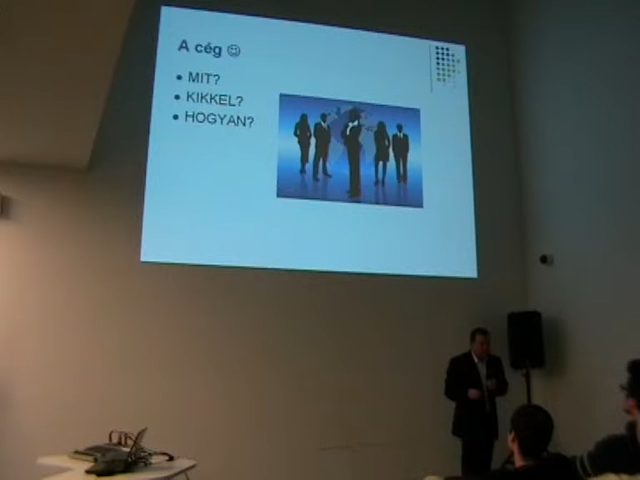 A cég ☺
• MIT?
• KIKKEL?
• HOGYAN?